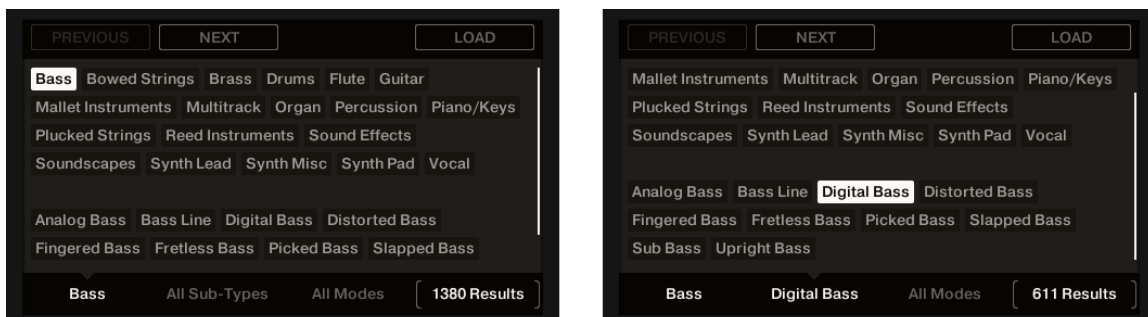 PREVIOUS NEXT LOAD
Bass Bowed Strings Brass Drums Flute Guitar
Mallet Instruments Multitrack Organ Percussion Piano/Keys
Plucked Strings Reed Instruments Sound Effects
Soundscapes Synth Lead Synth Misc Synth Pad Vocal
Analog Bass Bass Line Digital Bass Distorted Bass
Fingered Bass Fretless Bass Picked Bass Slapped Bass
Bass All Sub-Types All Modes 1380 Results
PREVIOUS NEXT LOAD
Mallet Instruments Multitrack Organ Percussion Piano/Keys
Plucked Strings Reed Instruments Sound Effects
Soundscapes Synth Lead Synth Misc Synth Pad Vocal
Analog Bass Bass Line Digital Bass Distorted Bass
Fingered Bass Fretless Bass Picked Bass Slapped Bass
Sub Bass Upright Bass
Bass Digital Bass All Modes 611 Results